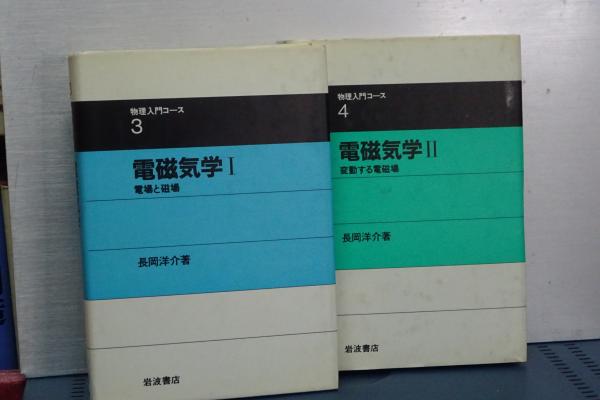 物理入門コース
3
電磁気学 I
電場と磁場
長岡洋介著
岩波書店
物理入門コース
4
電磁気学 II
変動する電磁場
長岡洋介著
岩波書店